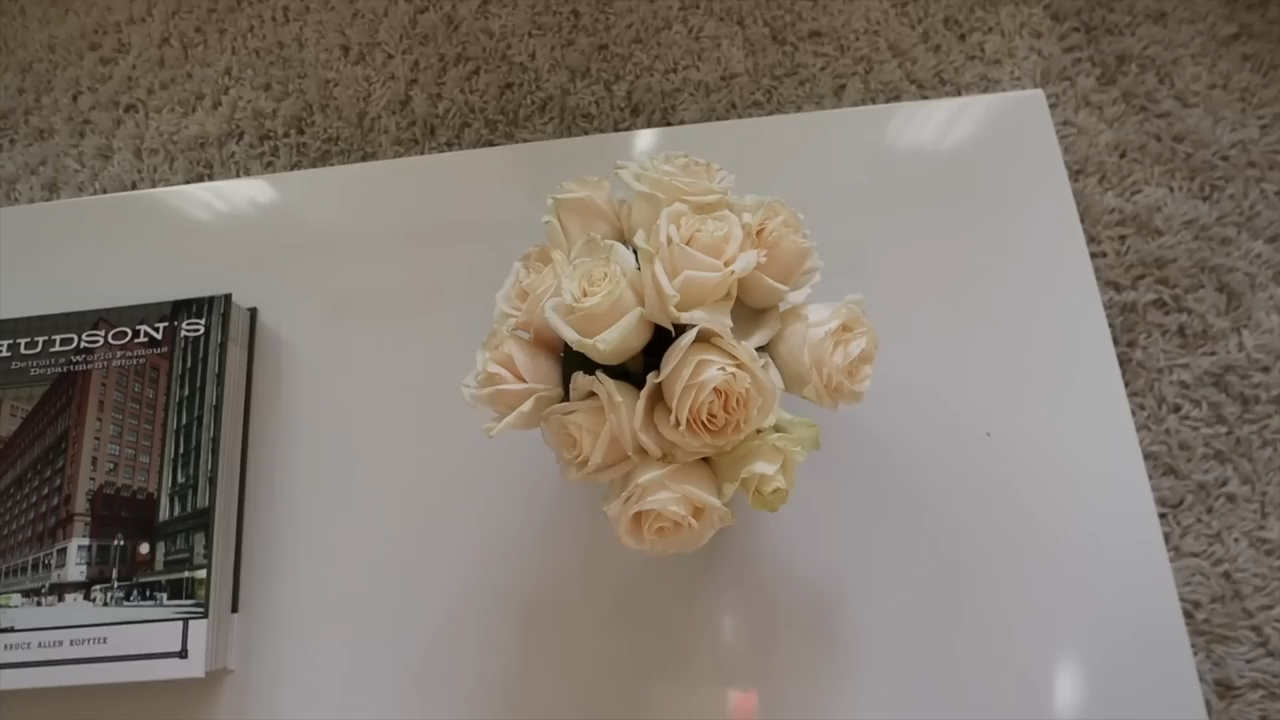 HUDSON'S
Detroit's World Famous
Department Store
BRUCE ALLEN KOPYTEK